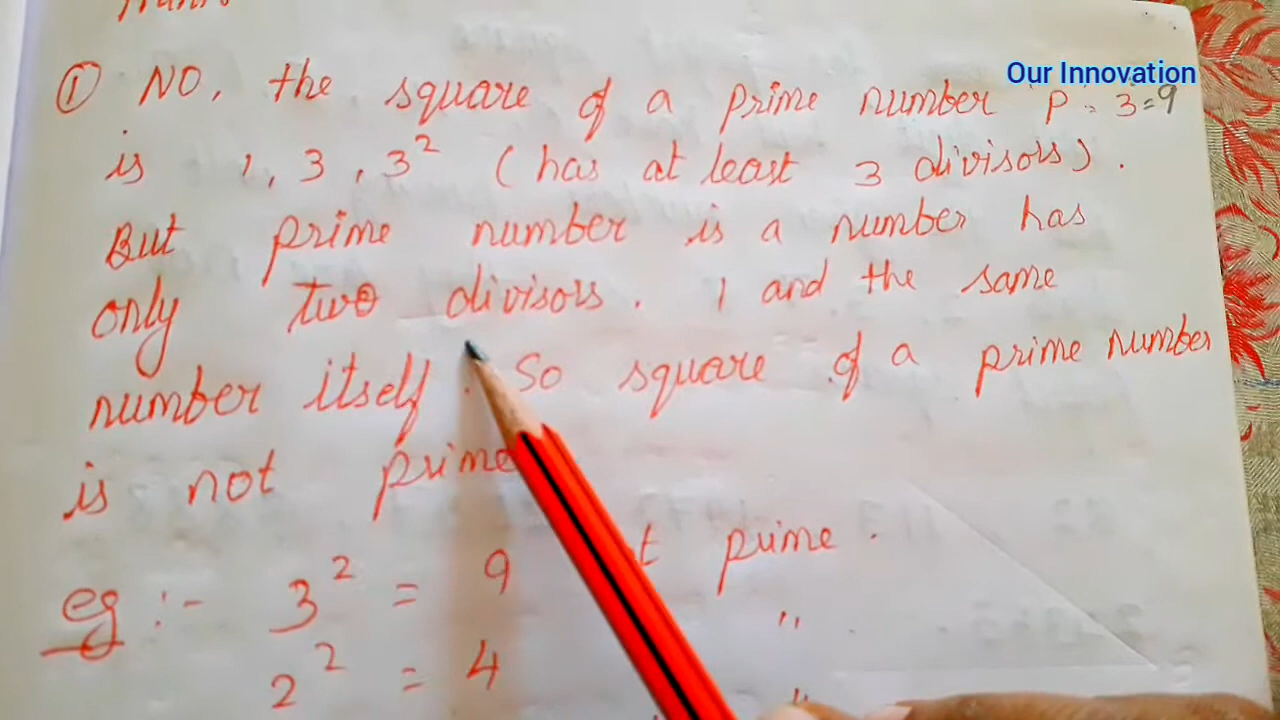 Our Innovation
① NO, the square of a prime number P. 3=9
is 1, 3, 3² (has at least 3 divisors).
But prime number is a number has
only two divisors. 1 and the same
number itself. So square of a prime number
is not prime
eg :- 3² = 9 t prime.
2² = 4 "
"